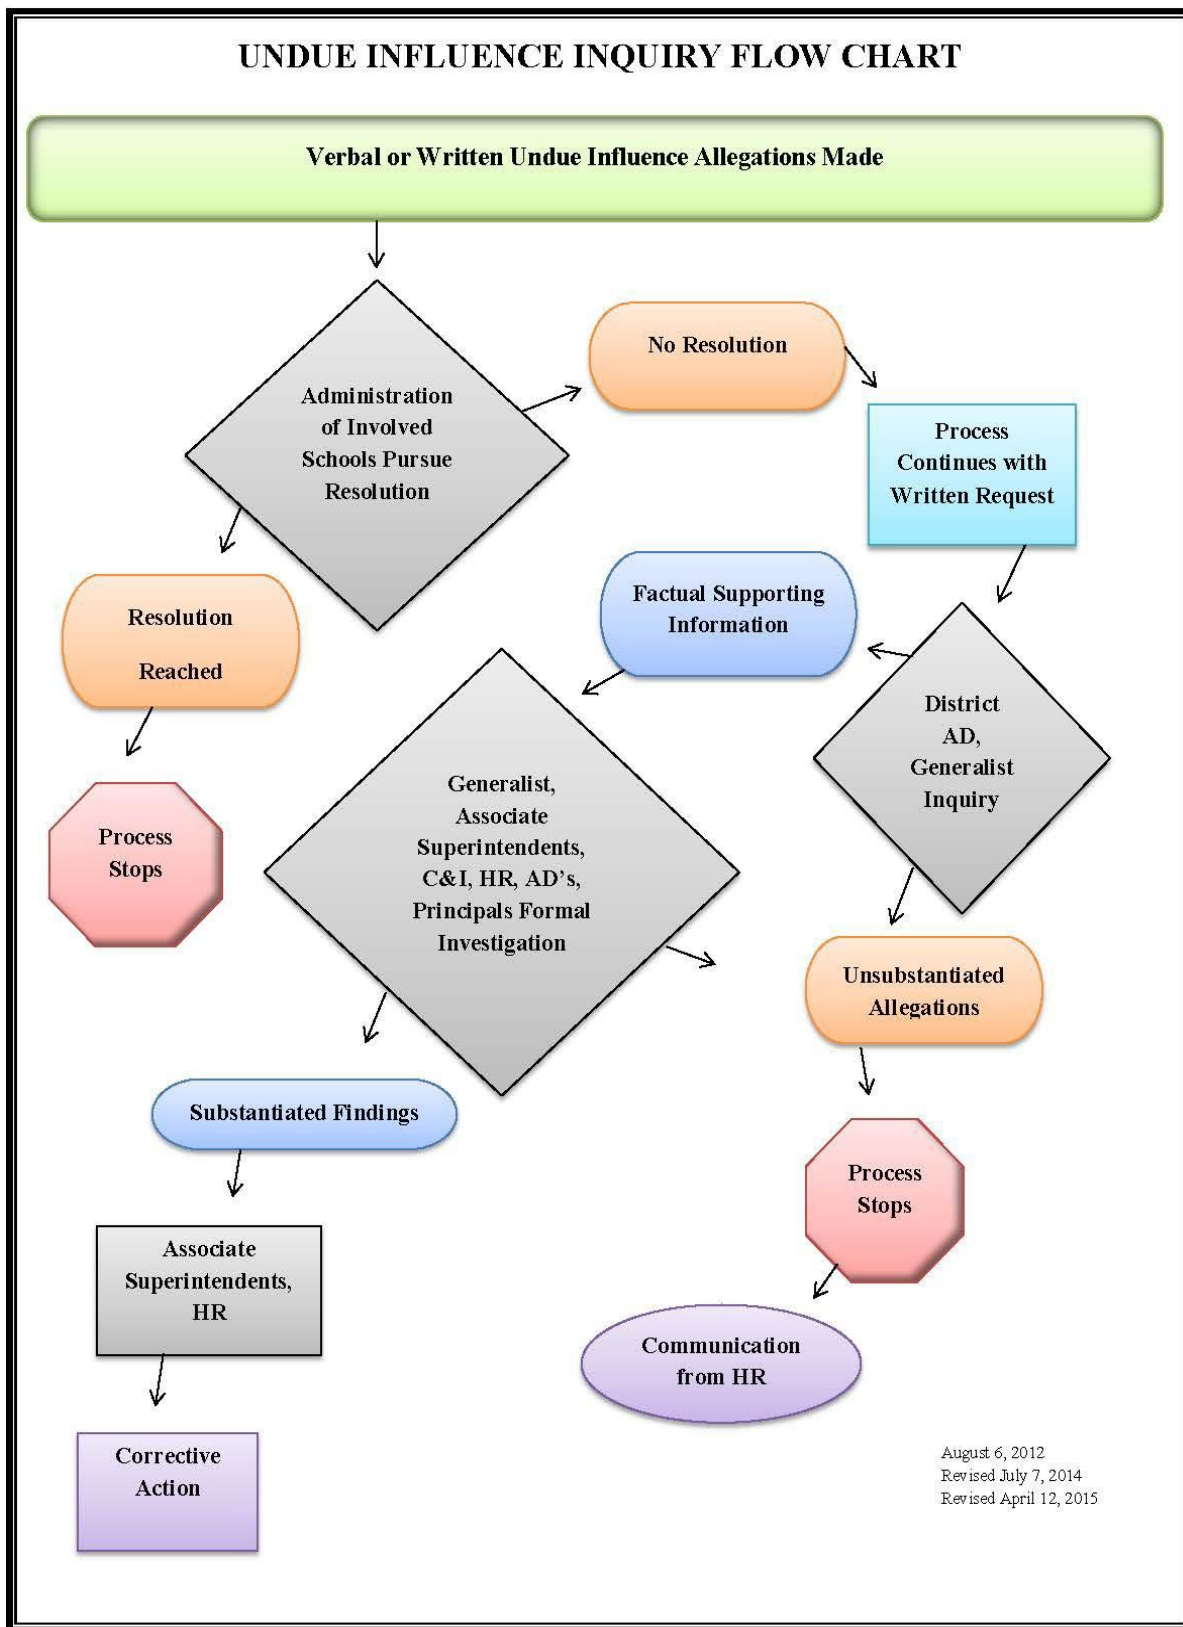 UNDUE INFLUENCE INQUIRY FLOW CHART
Verbal or Written Undue Influence Allegations Made
No Resolution
Administration
of Involved
Schools Pursue
Resolution
Process
Continues with
Written Request
Factual Supporting
Information
Resolution
Reached
District
AD,
Generalist
Inquiry
Generalist,
Associate
Superintendents,
C&I, HR, AD's,
Principals Formal
Investigation
Process
Stops
Unsubstantiated
Allegations
Substantiated Findings
Process
Stops
Associate
Superintendents,
HR
Communication
from HR
Corrective
Action
August 6, 2012
Revised July 7, 2014
Revised April 12, 2015